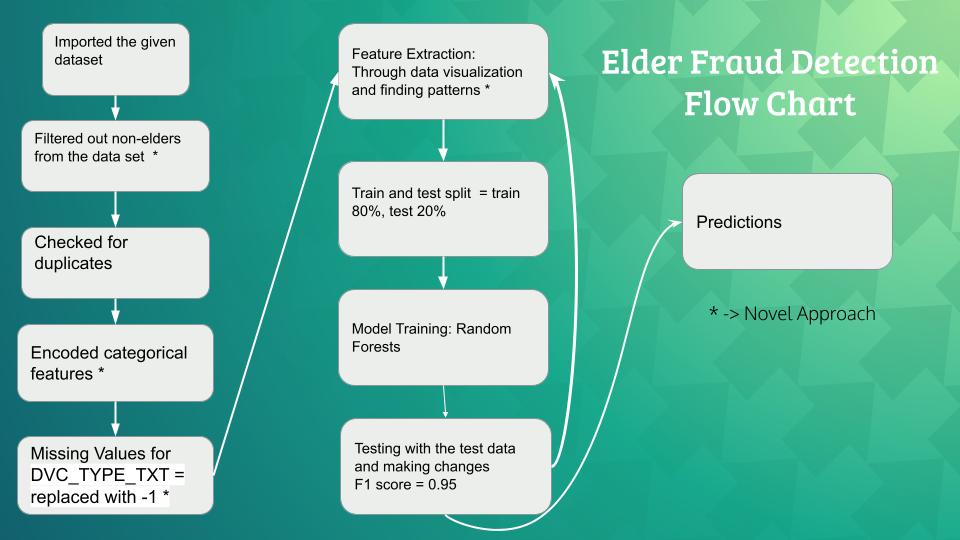 Elder Fraud Detection
Flow Chart
Imported the given
dataset
Filtered out non-elders
from the data set *
Checked for
duplicates
Encoded categorical
features *
Missing Values for
DVC_TYPE_TXT =
replaced with -1 *
Feature Extraction:
Through data visualization
and finding patterns *
Train and test split = train
80%, test 20%
Model Training: Random
Forests
Testing with the test data
and making changes
F1 score = 0.95
Predictions
* -> Novel Approach